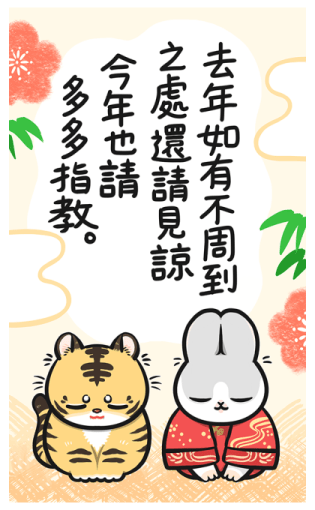 去年如有不周到
之處還請見諒
今年也請
多多指教。